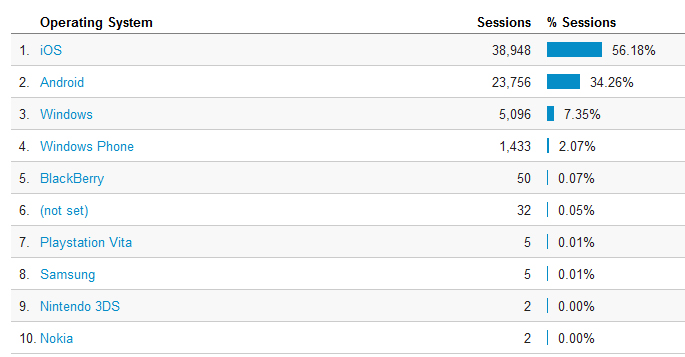 Operating System Sessions % Sessions
1. iOS 38,948 56.18%
2. Android 23,756 34.26%
3. Windows 5,096 7.35%
4. Windows Phone 1,433 2.07%
5. BlackBerry 50 0.07%
6. (not set) 32 0.05%
7. Playstation Vita 5 0.01%
8. Samsung 5 0.01%
9. Nintendo 3DS 2 0.00%
10. Nokia 2 0.00%